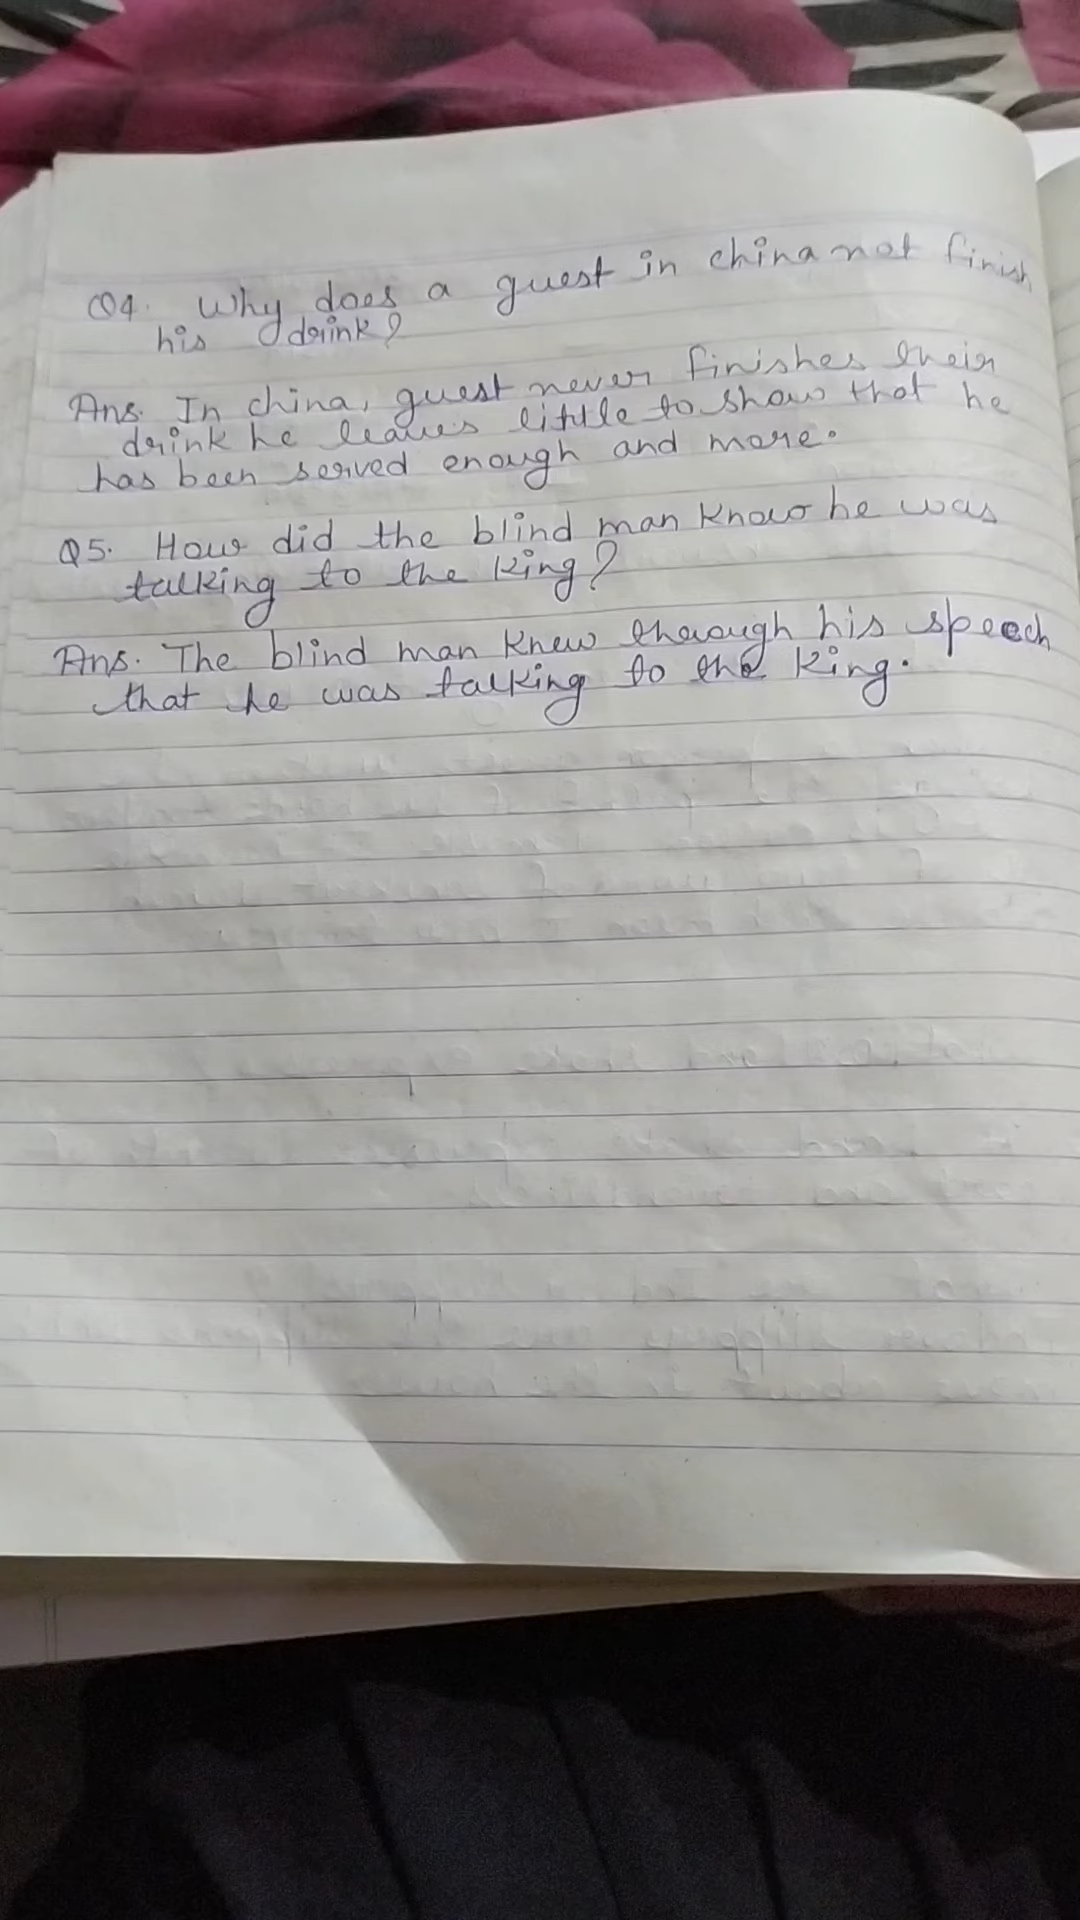 Q4. Why does a guest in china not finish
his drink?
Ans. In china, guest never finishes their
drink he leaves little to show that he
has been served enough and more.
Q5. How did the blind man know he was
talking to the king?
Ans. The blind man knew through his speech
that he was talking to the king.